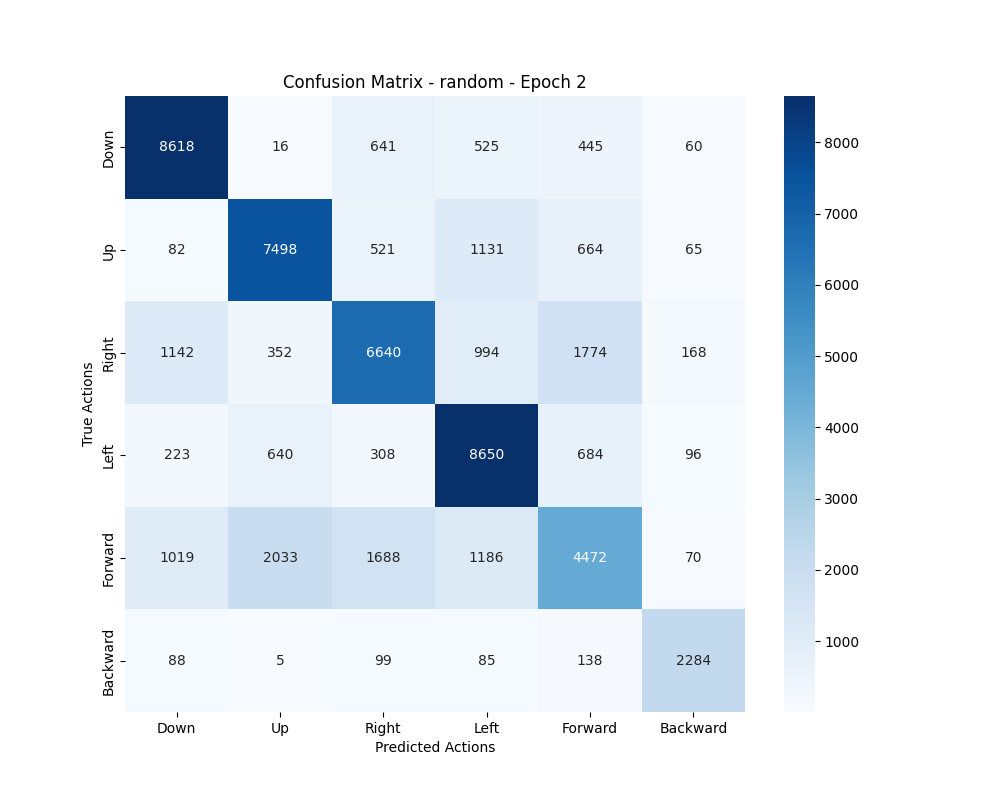 Confusion Matrix - random - Epoch 2
True Actions
Down 8618 16 641 525 445 60
Up 82 7498 521 1131 664 65
Right 1142 352 6640 994 1774 168
Left 223 640 308 8650 684 96
Forward 1019 2033 1688 1186 4472 70
Backward 88 5 99 85 138 2284
Down Up Right Left Forward Backward
Predicted Actions
8000
7000
6000
5000
4000
3000
2000
1000